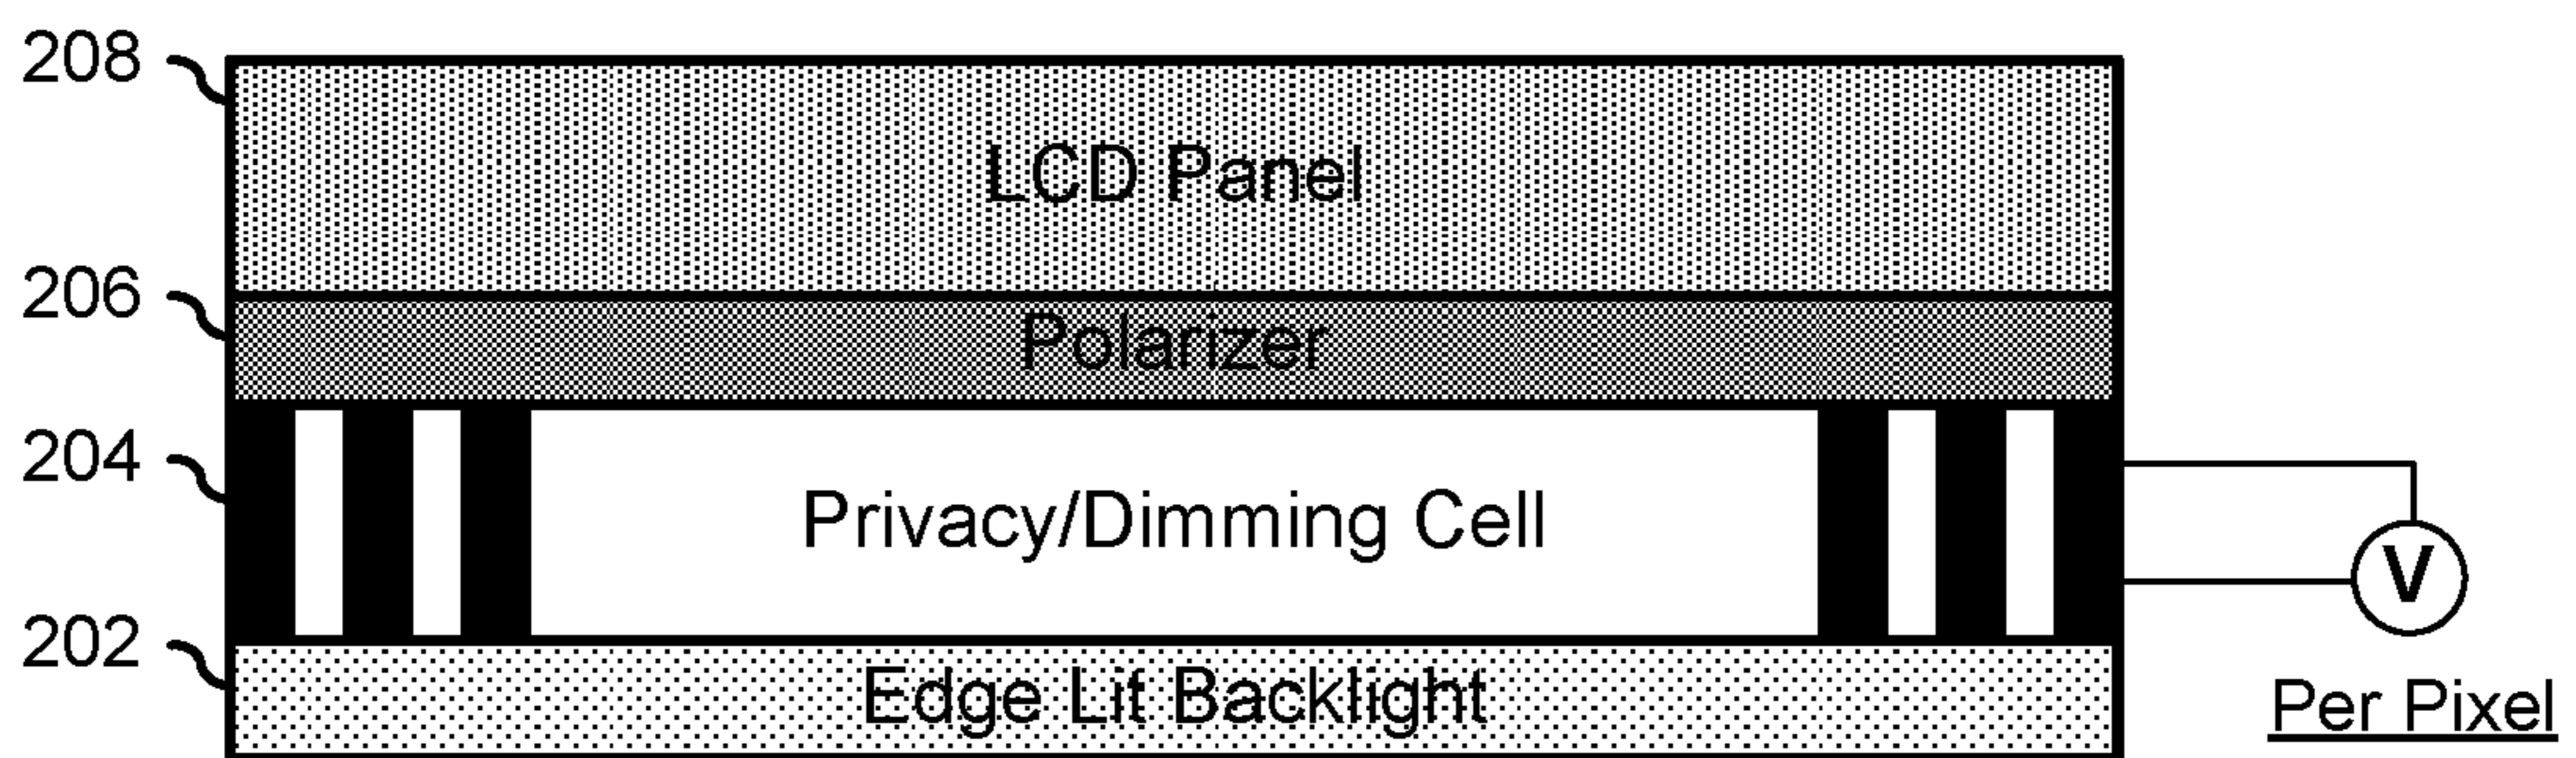 208
LCD Panel
206
Polarizer
204
Privacy/Dimming Cell
V
202
Edge Lit Backlight
Per Pixel